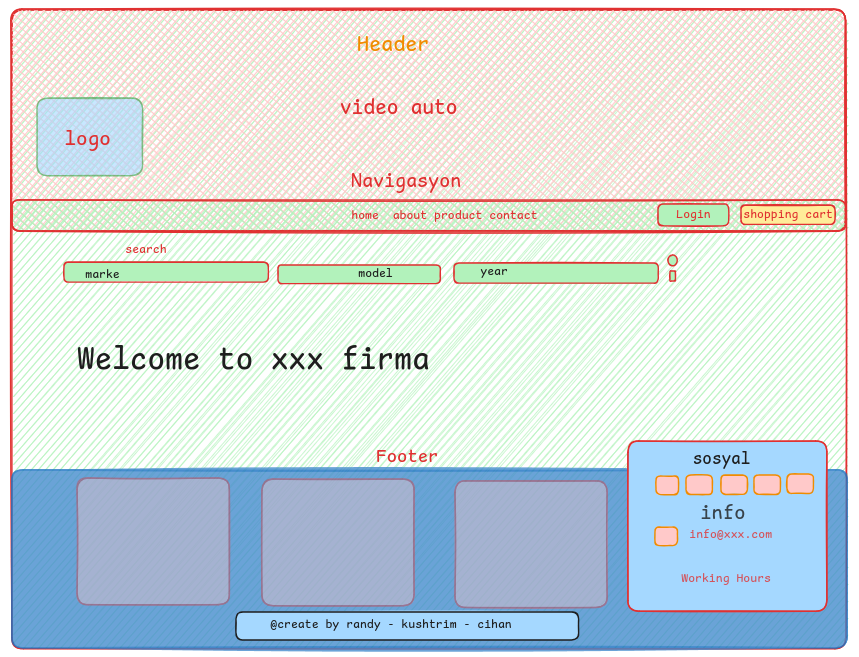 Header
video auto
logo
Navigasyon
home about product contact
Login
shopping cart
search
marke
model
year
Welcome to xxx firma
Footer
sosyal
info
info@xxx.com
Working Hours
@create by randy - kushtrim - cihan